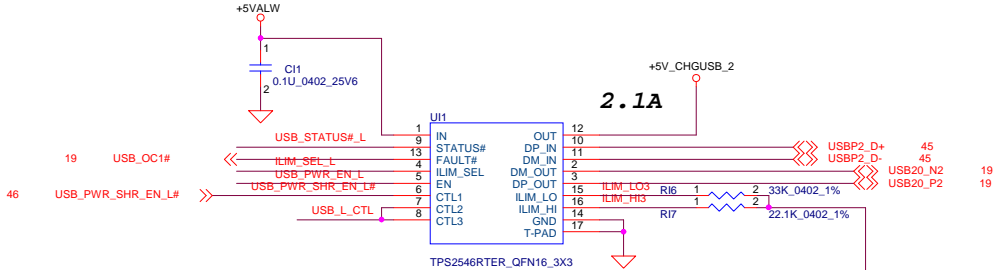 +5VALW
1
CI1
0.1U_0402_25V6
2
+5V_CHGUSB_2
2.1A
UI1
1 IN OUT 12
USB_STATUS#_L 9 STATUS# DP_IN 10 USBP2_D+ 45
19 USB_OC1# 13 FAULT# DM_IN 11 USBP2_D- 45
ILIM_SEL_L 4 ILIM_SEL DM_OUT 2 USB20_N2 19
USB_PWR_EN_L 5 EN DP_OUT 3 USB20_P2 19
46 USB_PWR_SHR_EN_L# USB_PWR_SHR_EN_L# 6 CTL1 ILIM_LO 15 ILIM_LO3 RI6 1 2 33K_0402_1%
7 CTL2 ILIM_HI 16 ILIM_HI3 RI7 1 2 22.1K_0402_1%
USB_L_CTL 8 CTL3 GND 14
T-PAD 17
TPS2546RTER_QFN16_3X3